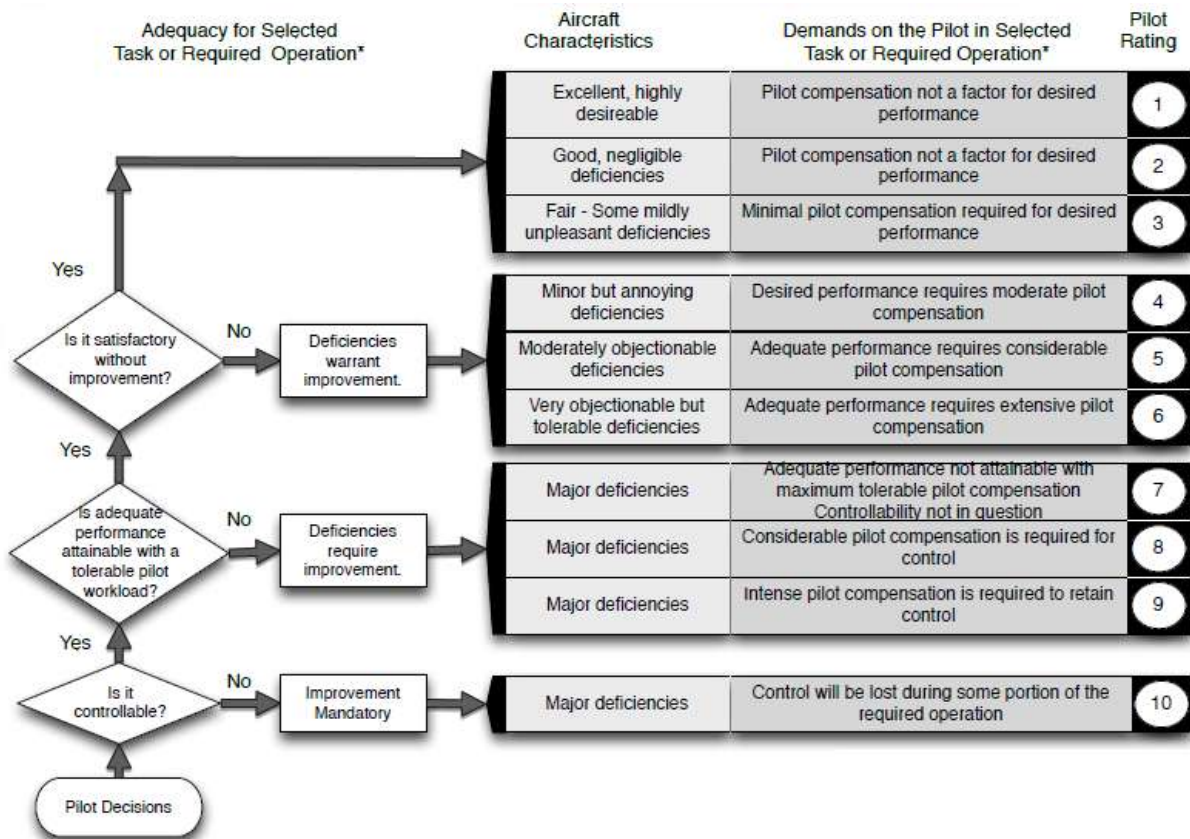 Adequacy for Selected
Task or Required Operation*
Aircraft
Characteristics
Demands on the Pilot in Selected
Task or Required Operation*
Pilot
Rating
Excellent, highly
desireable
Pilot compensation not a factor for desired
performance
1
Good, negligible
deficiencies
Pilot compensation not a factor for desired
performance
2
Fair - Some mildly
unpleasant deficiencies
Minimal pilot compensation required for desired
performance
3
Yes
Is it satisfactory
without
improvement?
No
Deficiencies
warrant
improvement.
Minor but annoying
deficiencies
Desired performance requires moderate pilot
compensation
4
Moderately objectionable
deficiencies
Adequate performance requires considerable
pilot compensation
5
Very objectionable but
tolerable deficiencies
Adequate performance requires extensive pilot
compensation
6
Yes
Is adequate
performance
attainable with a
tolerable pilot
workload?
No
Deficiencies
require
improvement.
Major deficiencies
Adequate performance not attainable with
maximum tolerable pilot compensation
Controllability not in question
7
Major deficiencies
Considerable pilot compensation is required for
control
8
Major deficiencies
Intense pilot compensation is required to retain
control
9
Yes
Is it
controllable?
No
Improvement
Mandatory
Major deficiencies
Control will be lost during some portion of the
required operation
10
Pilot Decisions